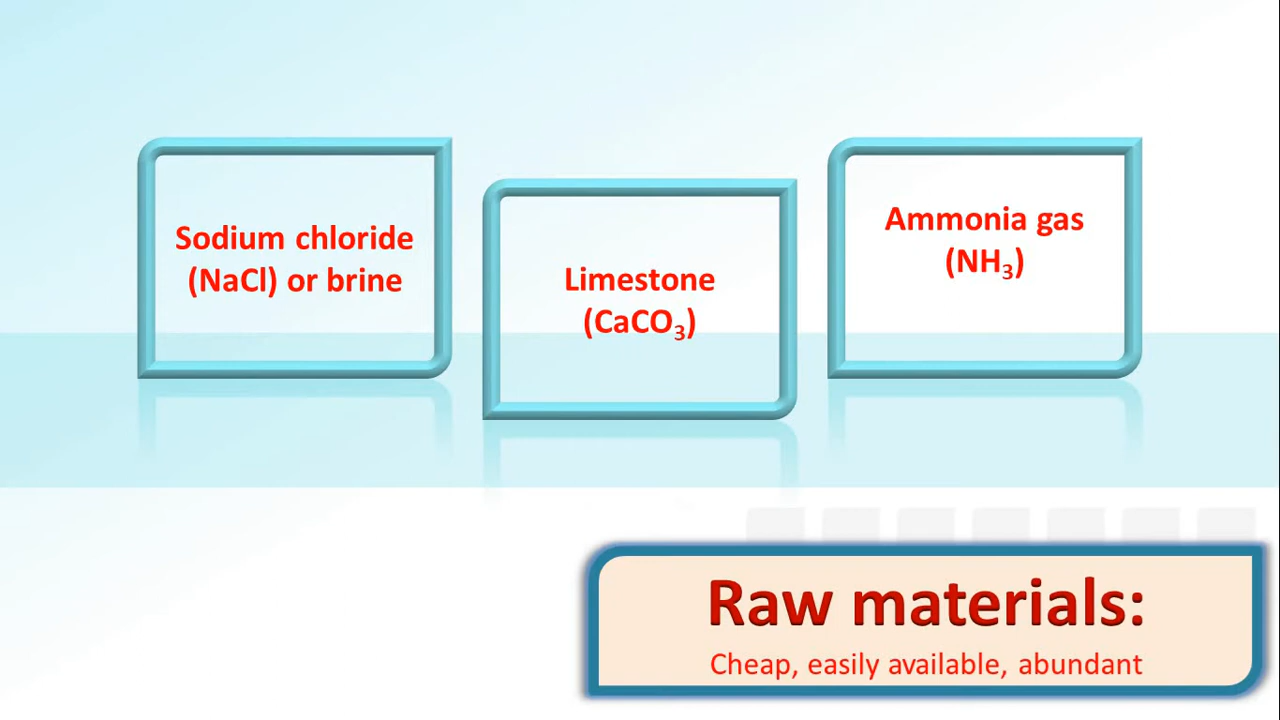 Sodium chloride
(NaCl) or brine
Limestone
(CaCO₃)
Ammonia gas
(NH₃)
Raw materials:
Cheap, easily available, abundant